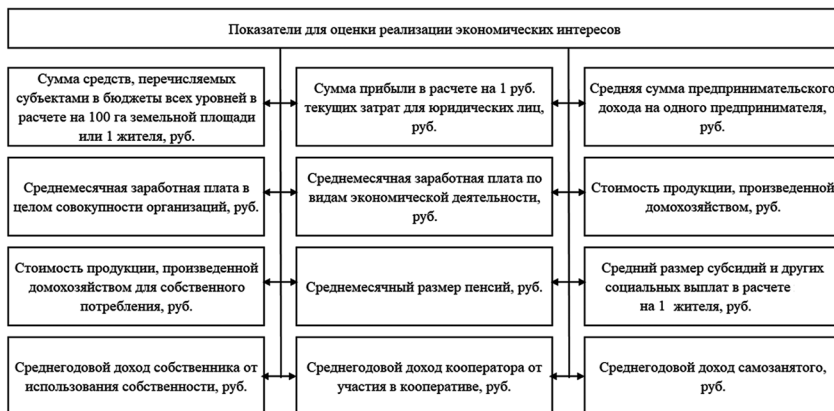 Показатели для оценки реализации экономических интересов
Сумма средств, перечисляемых
субъектами в бюджеты всех уровней в
расчете на 100 га земельной площади
или 1 жителя, руб.
Сумма прибыли в расчете на 1 руб.
текущих затрат для юридических лиц,
руб.
Средняя сумма предпринимательского
дохода на одного предпринимателя,
руб.
Среднемесячная заработная плата в
целом совокупности организаций, руб.
Среднемесячная заработная плата по
видам экономической деятельности,
руб.
Стоимость продукции, произведенной
домохозяйством, руб.
Стоимость продукции, произведенной
домохозяйством для собственного
потребления, руб.
Среднемесячный размер пенсий, руб.
Средний размер субсидий и других
социальных выплат в расчете
на 1 жителя, руб.
Среднегодовой доход собственника от
использования собственности, руб.
Среднегодовой доход кооператора от
участия в кооперативе, руб.
Среднегодовой доход самозанятого,
руб.